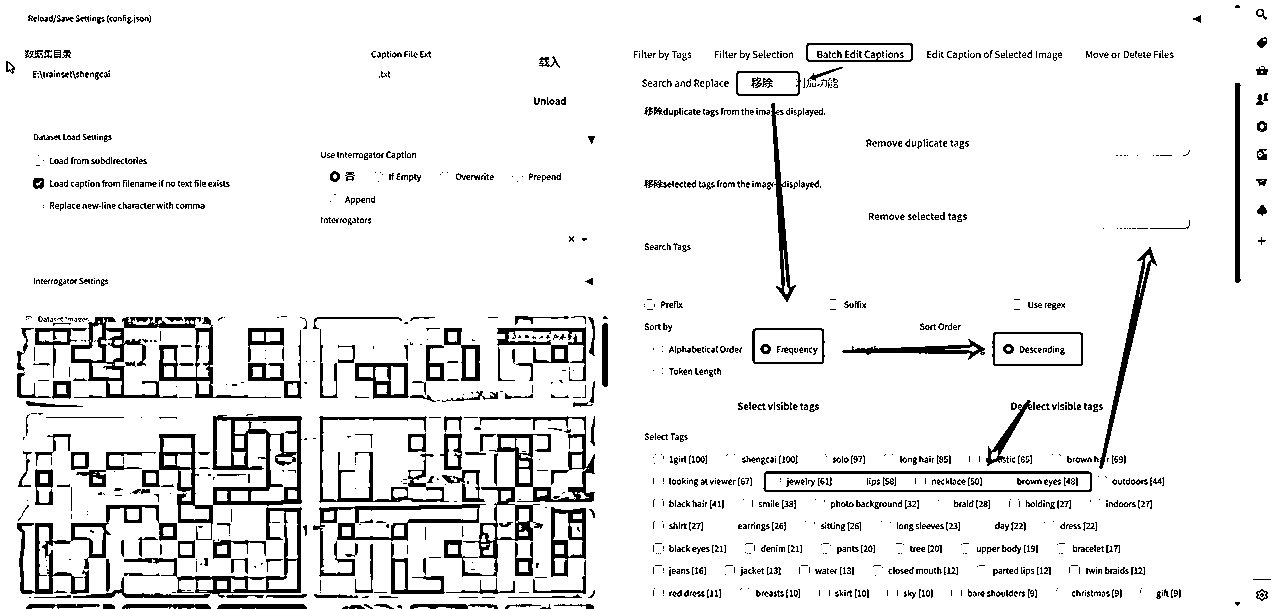 Reload/Save Settings (config.json)
数据集目录
E:\trainset\shengcai
Caption File Ext
.txt
载入
Unload
Dataset Load Settings
Load from subdirectories
Load caption from filename if no text file exists
Replace new-line character with comma
Use Interrogator Caption
否 If Empty Overwrite Prepend
Append
Interrogators
Interrogator Settings
Dataset Images
Filter by Tags Filter by Selection Batch Edit Captions Edit Caption of Selected Image Move or Delete Files
Search and Replace 移除 功能
移除duplicate tags from the images displayed.
Remove duplicate tags
移除selected tags from the images displayed.
Remove selected tags
Search Tags
Prefix Suffix Use regex
Sort by
Alphabetical Order Frequency Length
Token Length
Sort Order
Descending
Select visible tags Deselect visible tags
Select Tags
1girl [100] shengcai [100] solo [97] long hair [85] [65] brown hair [69]
looking at viewer [67] jewelry [61] lips [58] necklace [50] brown eyes [48] outdoors [44]
black hair [41] smile [38] photo background [32] braid [28] holding [27] indoors [27]
shirt [27] earrings [26] sitting [26] long sleeves [23] day [22] dress [22]
black eyes [21] denim [21] pants [20] tree [20] upper body [19] bracelet [17]
jeans [16] jacket [13] water [13] closed mouth [12] parted lips [12] twin braids [12]
red dress [11] breasts [10] skirt [10] sky [10] bare shoulders [9] christmas [9] gift [9]